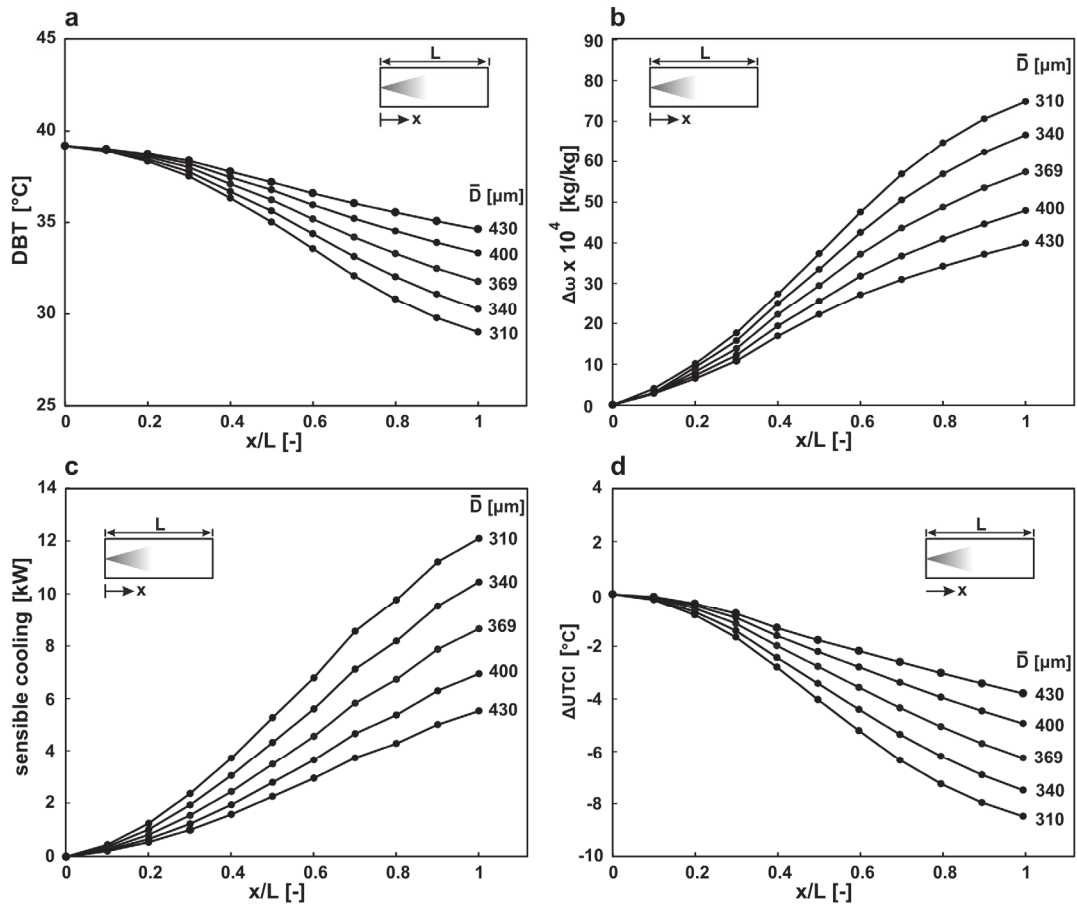 a
45
40
35
30
25
DBT [°C]
L
x
D̅ [µm]
430
400
369
340
310
0 0.2 0.4 0.6 0.8 1
x/L [-]
b
90
80
70
60
50
40
30
20
10
0
Δω x 10⁴ [kg/kg]
L
x
D̅ [µm]
310
340
369
400
430
0 0.2 0.4 0.6 0.8 1
x/L [-]
c
14
12
10
8
6
4
2
0
sensible cooling [kW]
L
x
D̅ [µm]
310
340
369
400
430
0 0.2 0.4 0.6 0.8 1
x/L [-]
d
4
2
0
-2
-4
-6
-8
-10
ΔUTCI [°C]
L
x
D̅ [µm]
430
400
369
340
310
0 0.2 0.4 0.6 0.8 1
x/L [-]